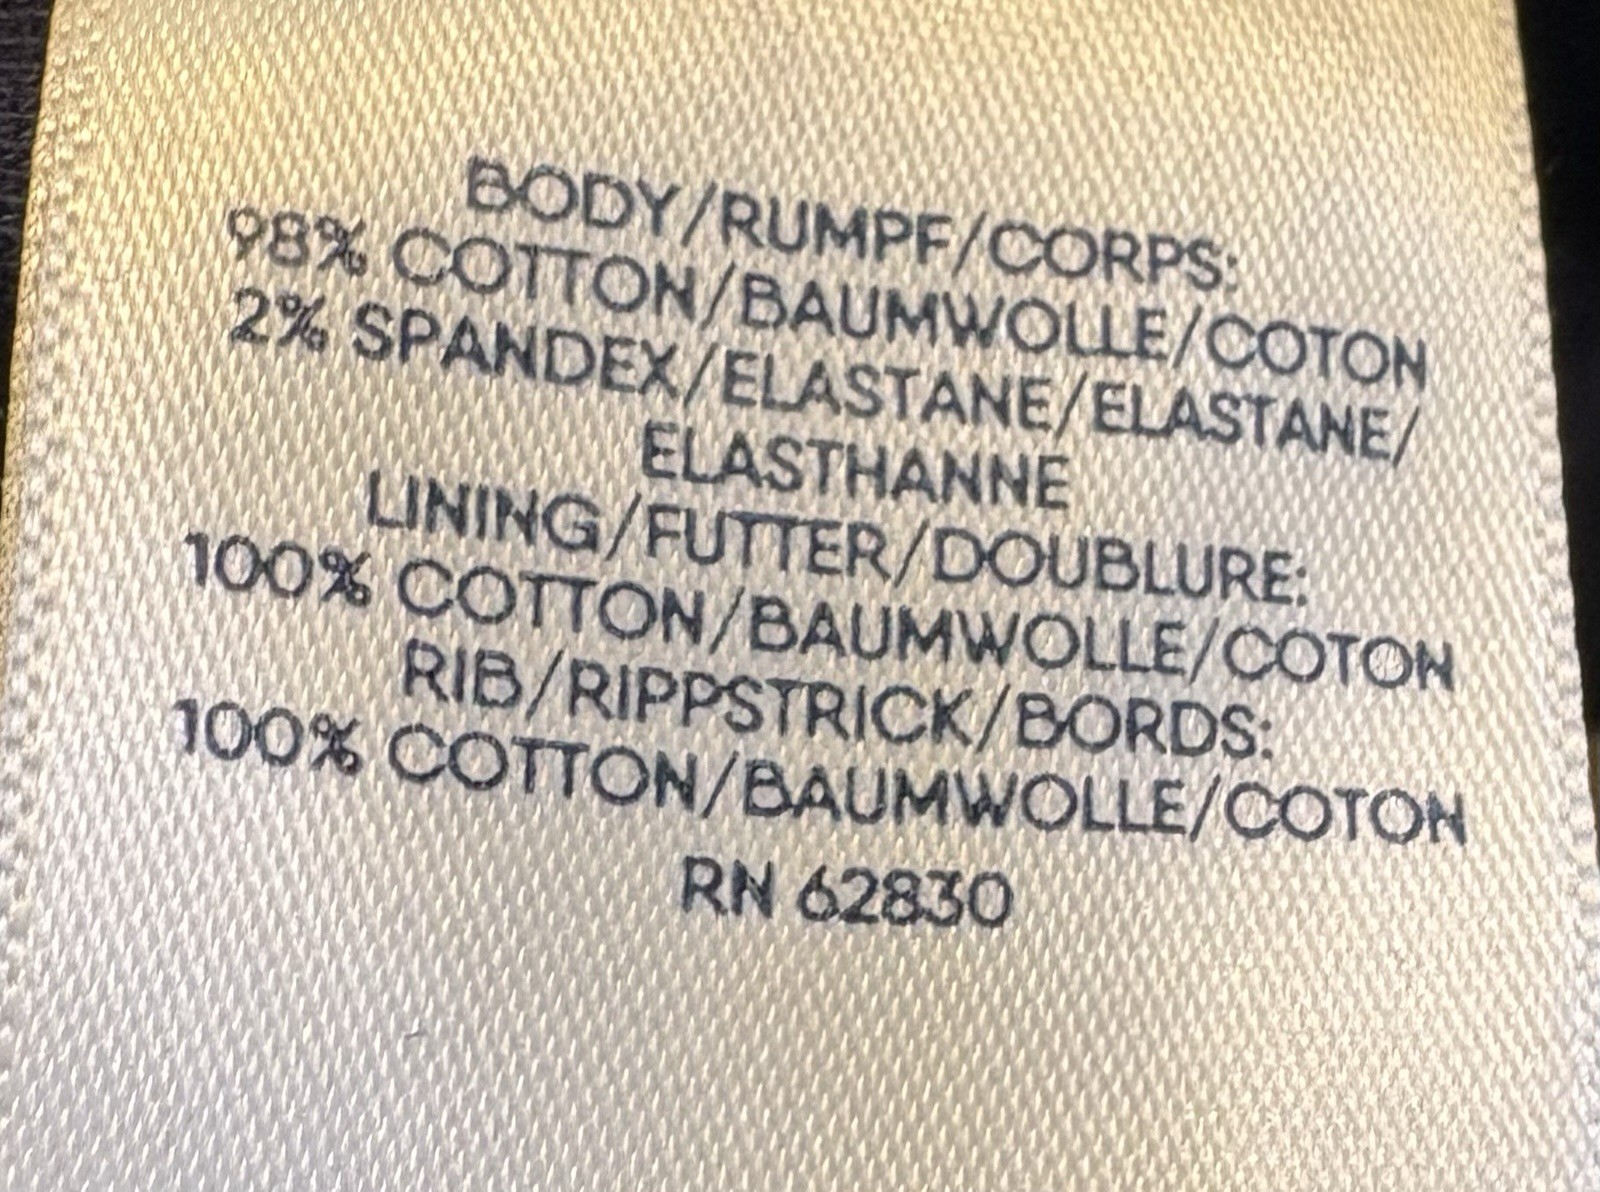 BODY/RUMPF/CORPS:
98% COTTON/BAUMWOLLE/COTON
2% SPANDEX/ELASTANE/ELASTANE/
ELASTHANNE
LINING/FUTTER/DOUBLURE:
100% COTTON/BAUMWOLLE/COTON
RIB/RIPPSTRICK/BORDS:
100% COTTON/BAUMWOLLE/COTON
RN 62830